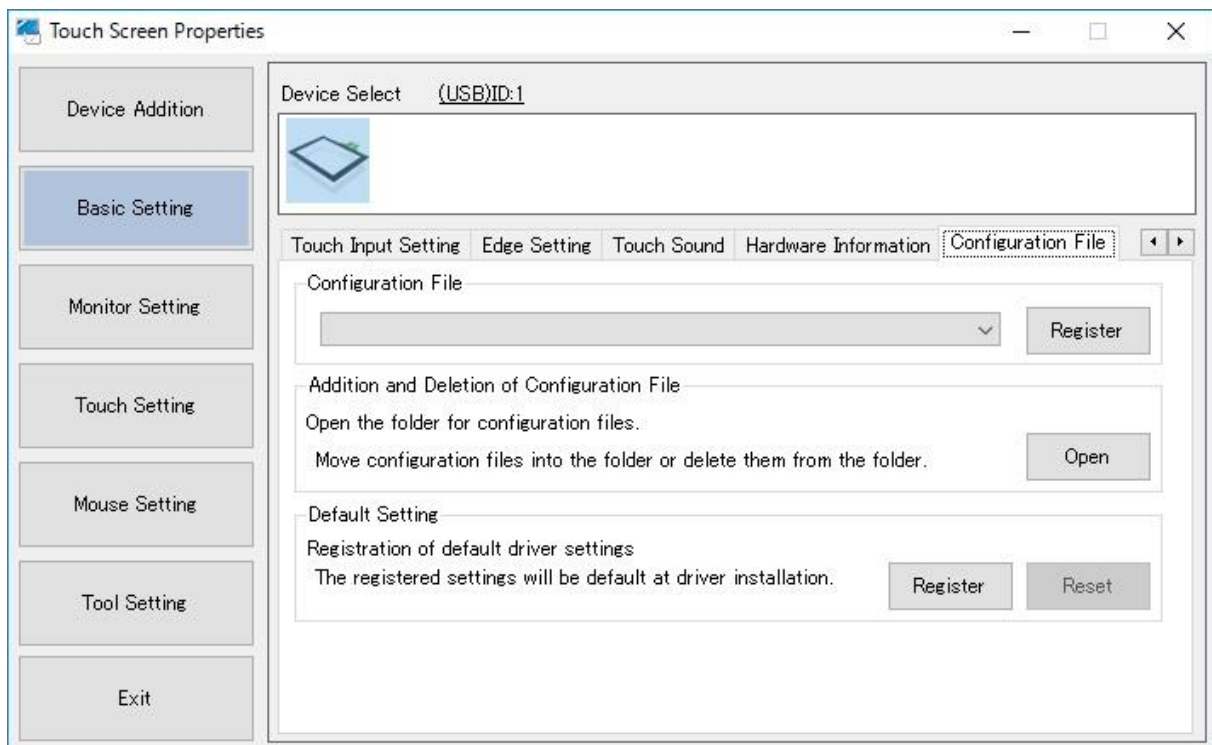 Touch Screen Properties
Device Addition
Basic Setting
Monitor Setting
Touch Setting
Mouse Setting
Tool Setting
Exit
Device Select (USB)ID:1
Touch Input Setting Edge Setting Touch Sound Hardware Information Configuration File
Configuration File
Register
Addition and Deletion of Configuration File
Open the folder for configuration files.
Move configuration files into the folder or delete them from the folder.
Open
Default Setting
Registration of default driver settings
The registered settings will be default at driver installation.
Register Reset